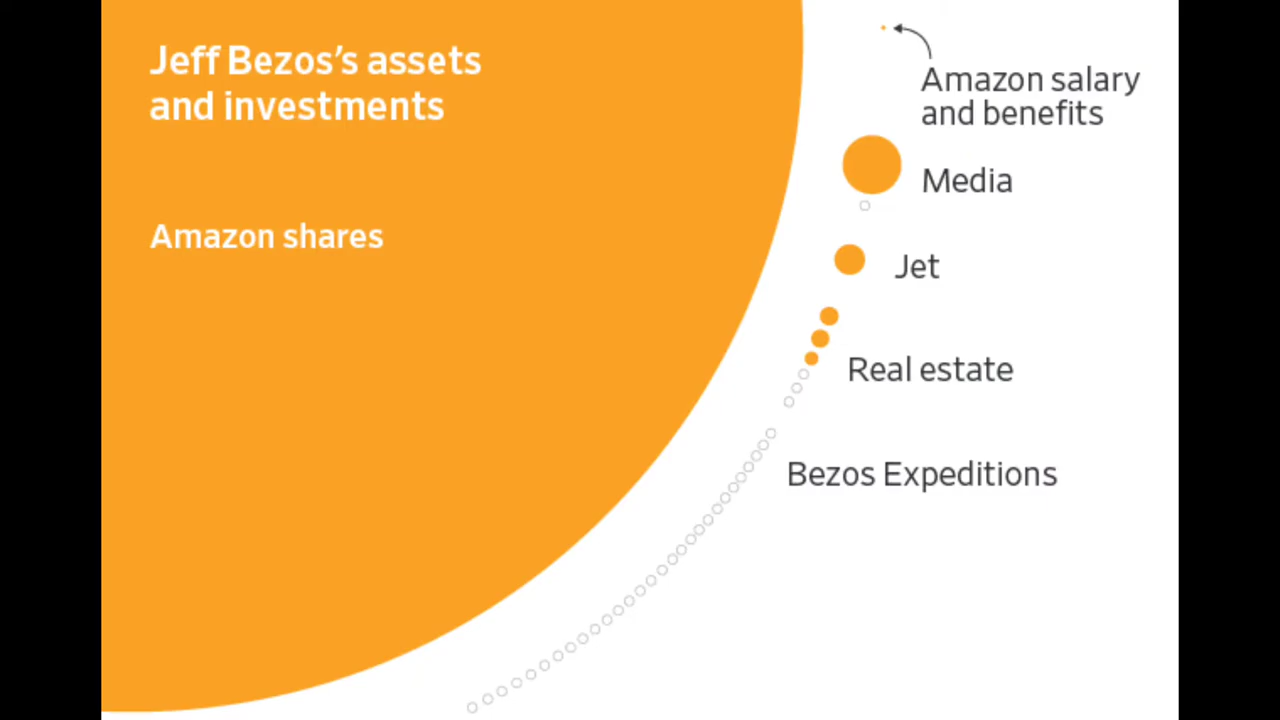 Jeff Bezos’s assets
and investments
Amazon shares
Amazon salary
and benefits
Media
Jet
Real estate
Bezos Expeditions